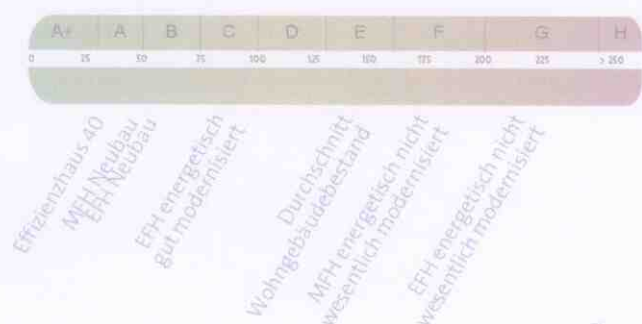 A+ A B C D E F G H
0 25 50 75 100 125 150 175 200 225 > 250
Effizienzhaus 40
MFH Neubau
EFH Neubau
EFH energetisch
gut modernisiert
Durchschnitt
Wohngebäudebestand
MFH energetisch nicht
wesentlich modernisiert
EFH energetisch nicht
wesentlich modernisiert